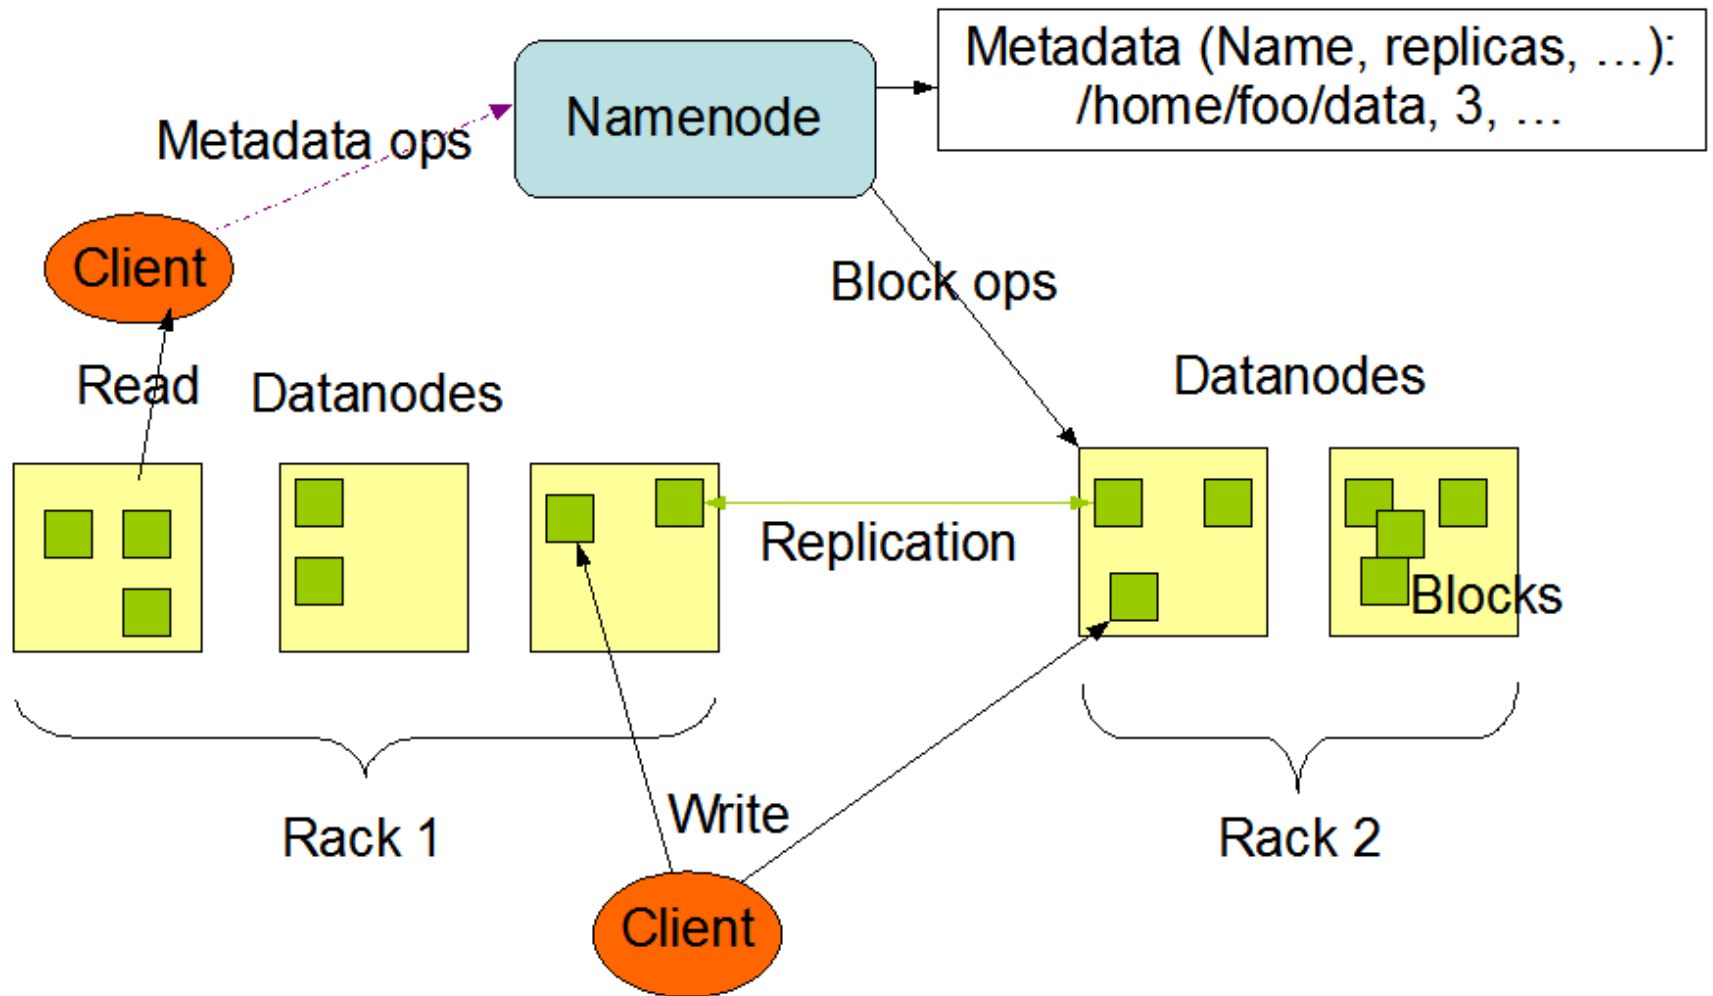 Metadata (Name, replicas, …):
/home/foo/data, 3, …
Namenode
Metadata ops
Client
Block ops
Read
Datanodes
Datanodes
Replication
Blocks
Rack 1
Write
Rack 2
Client